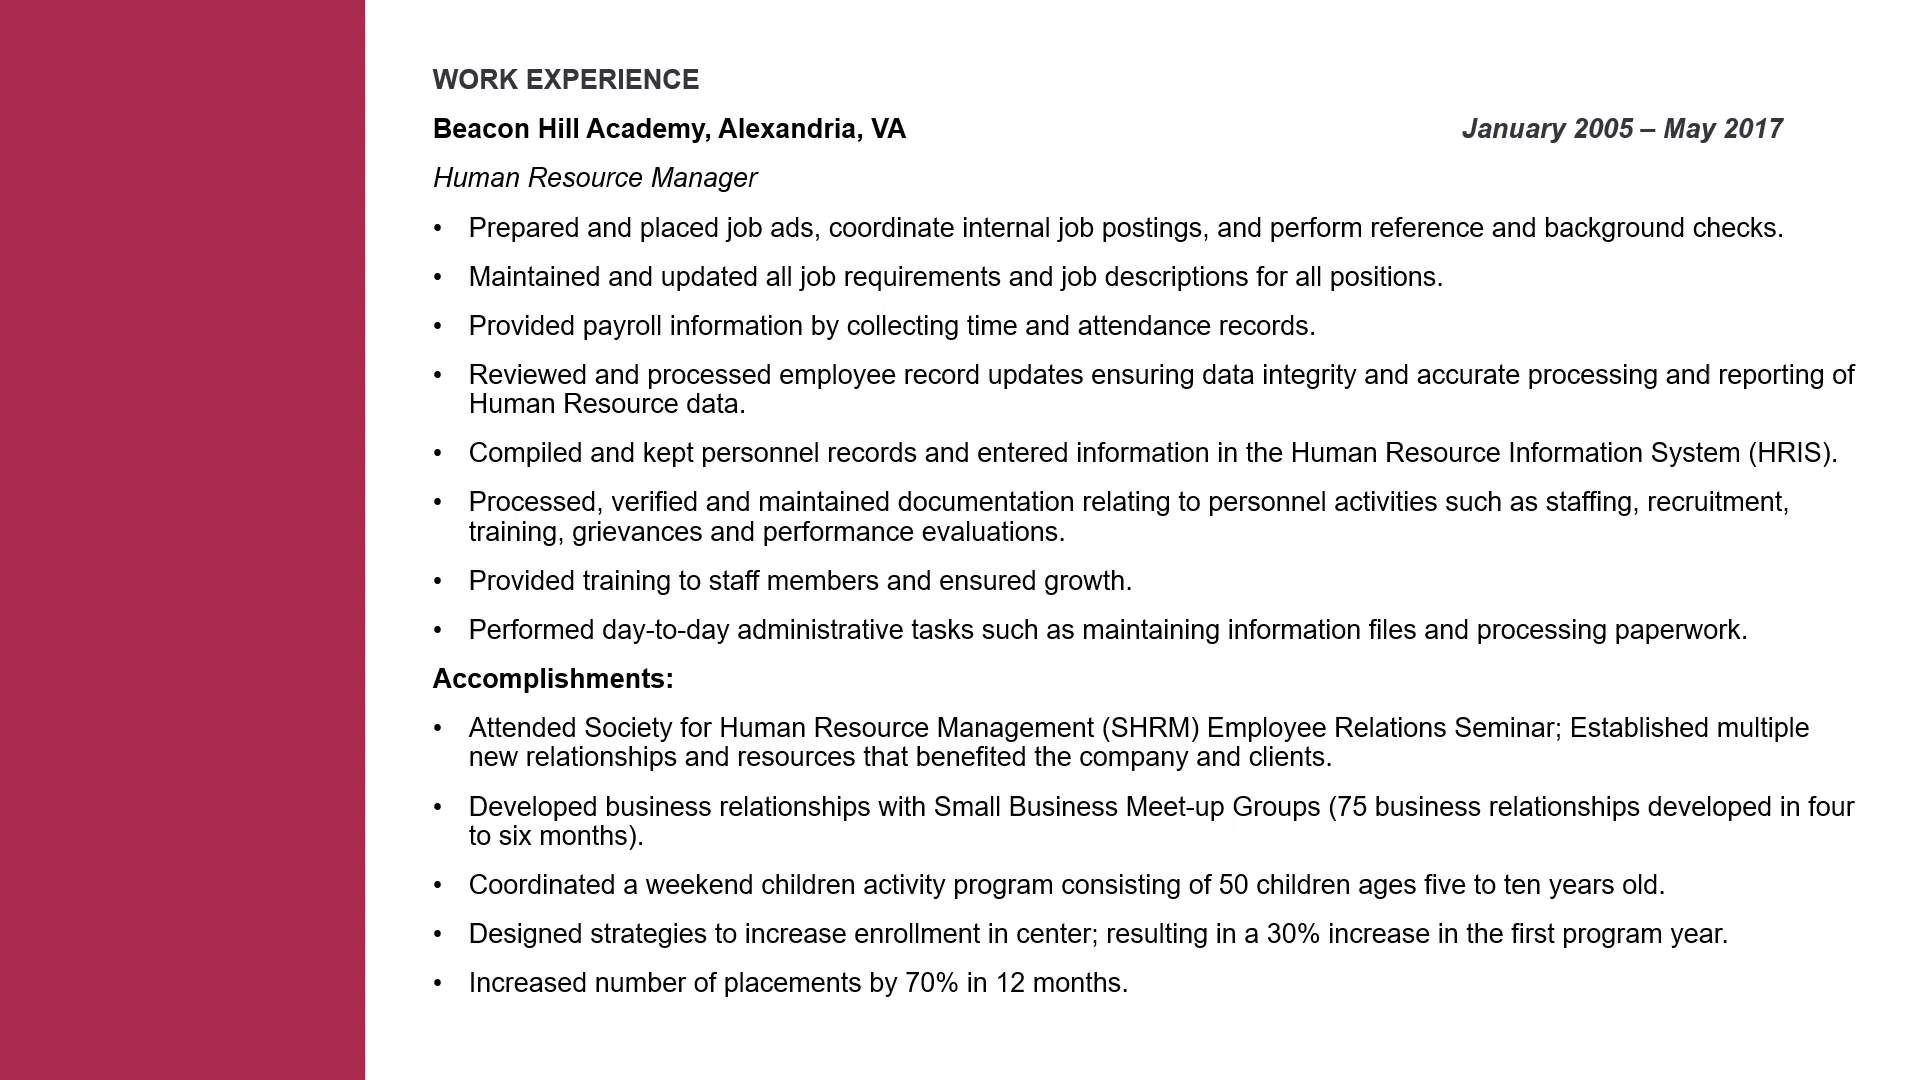 WORK EXPERIENCE
Beacon Hill Academy, Alexandria, VA January 2005 – May 2017
Human Resource Manager
• Prepared and placed job ads, coordinate internal job postings, and perform reference and background checks.
• Maintained and updated all job requirements and job descriptions for all positions.
• Provided payroll information by collecting time and attendance records.
• Reviewed and processed employee record updates ensuring data integrity and accurate processing and reporting of
Human Resource data.
• Compiled and kept personnel records and entered information in the Human Resource Information System (HRIS).
• Processed, verified and maintained documentation relating to personnel activities such as staffing, recruitment,
training, grievances and performance evaluations.
• Provided training to staff members and ensured growth.
• Performed day-to-day administrative tasks such as maintaining information files and processing paperwork.
Accomplishments:
• Attended Society for Human Resource Management (SHRM) Employee Relations Seminar; Established multiple
new relationships and resources that benefited the company and clients.
• Developed business relationships with Small Business Meet-up Groups (75 business relationships developed in four
to six months).
• Coordinated a weekend children activity program consisting of 50 children ages five to ten years old.
• Designed strategies to increase enrollment in center; resulting in a 30% increase in the first program year.
• Increased number of placements by 70% in 12 months.